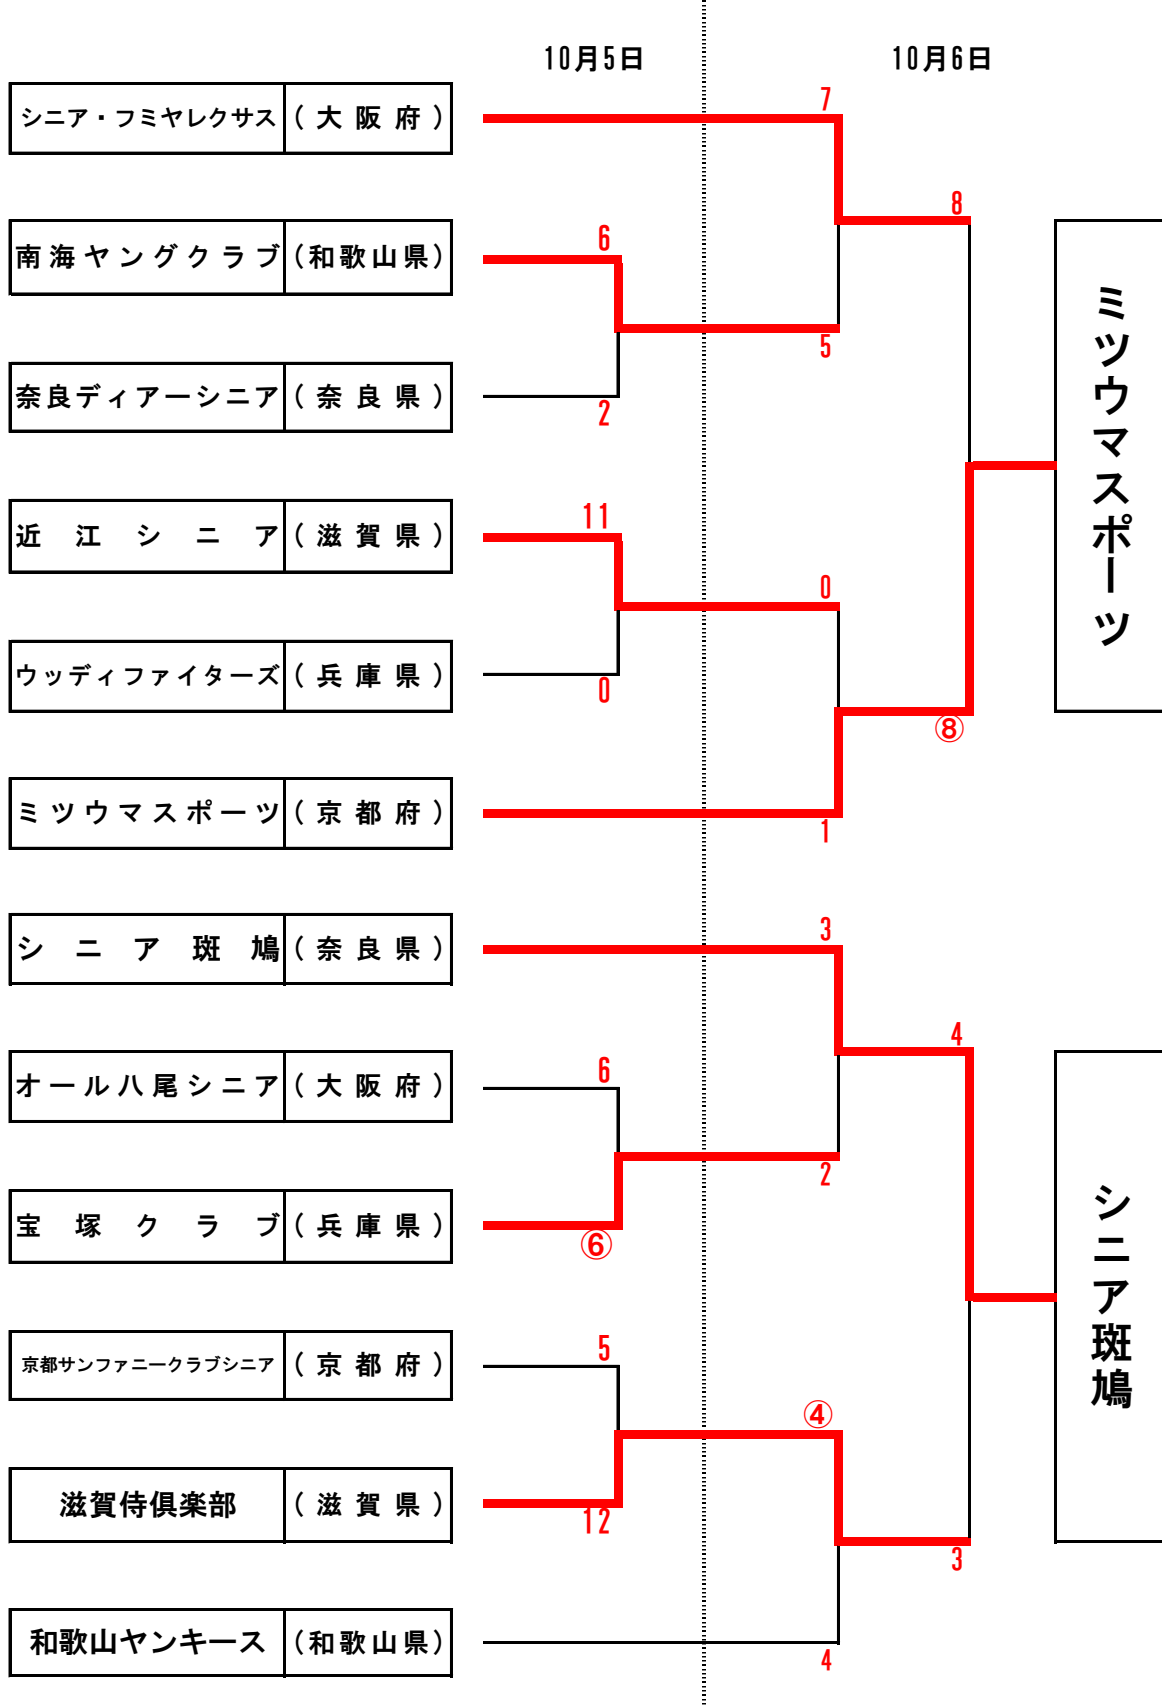 10月5日
10月6日
シニア・フミヤレクサス(大阪府)
7
8
南海ヤングクラブ(和歌山県)
6
5
奈良ディアーシニア(奈良県)
2
近江シニア(滋賀県)
11
0
ウッディファイターズ(兵庫県)
0
⑧
ミツウマスポーツ(京都府)
1
ミツウマスポーツ
シニア斑鳩(奈良県)
3
4
オール八尾シニア(大阪府)
6
2
宝塚クラブ(兵庫県)
⑥
京都サンファニークラブシニア(京都府)
5
④
滋賀侍倶楽部(滋賀県)
12
3
和歌山ヤンキース(和歌山県)
4
シニア斑鳩